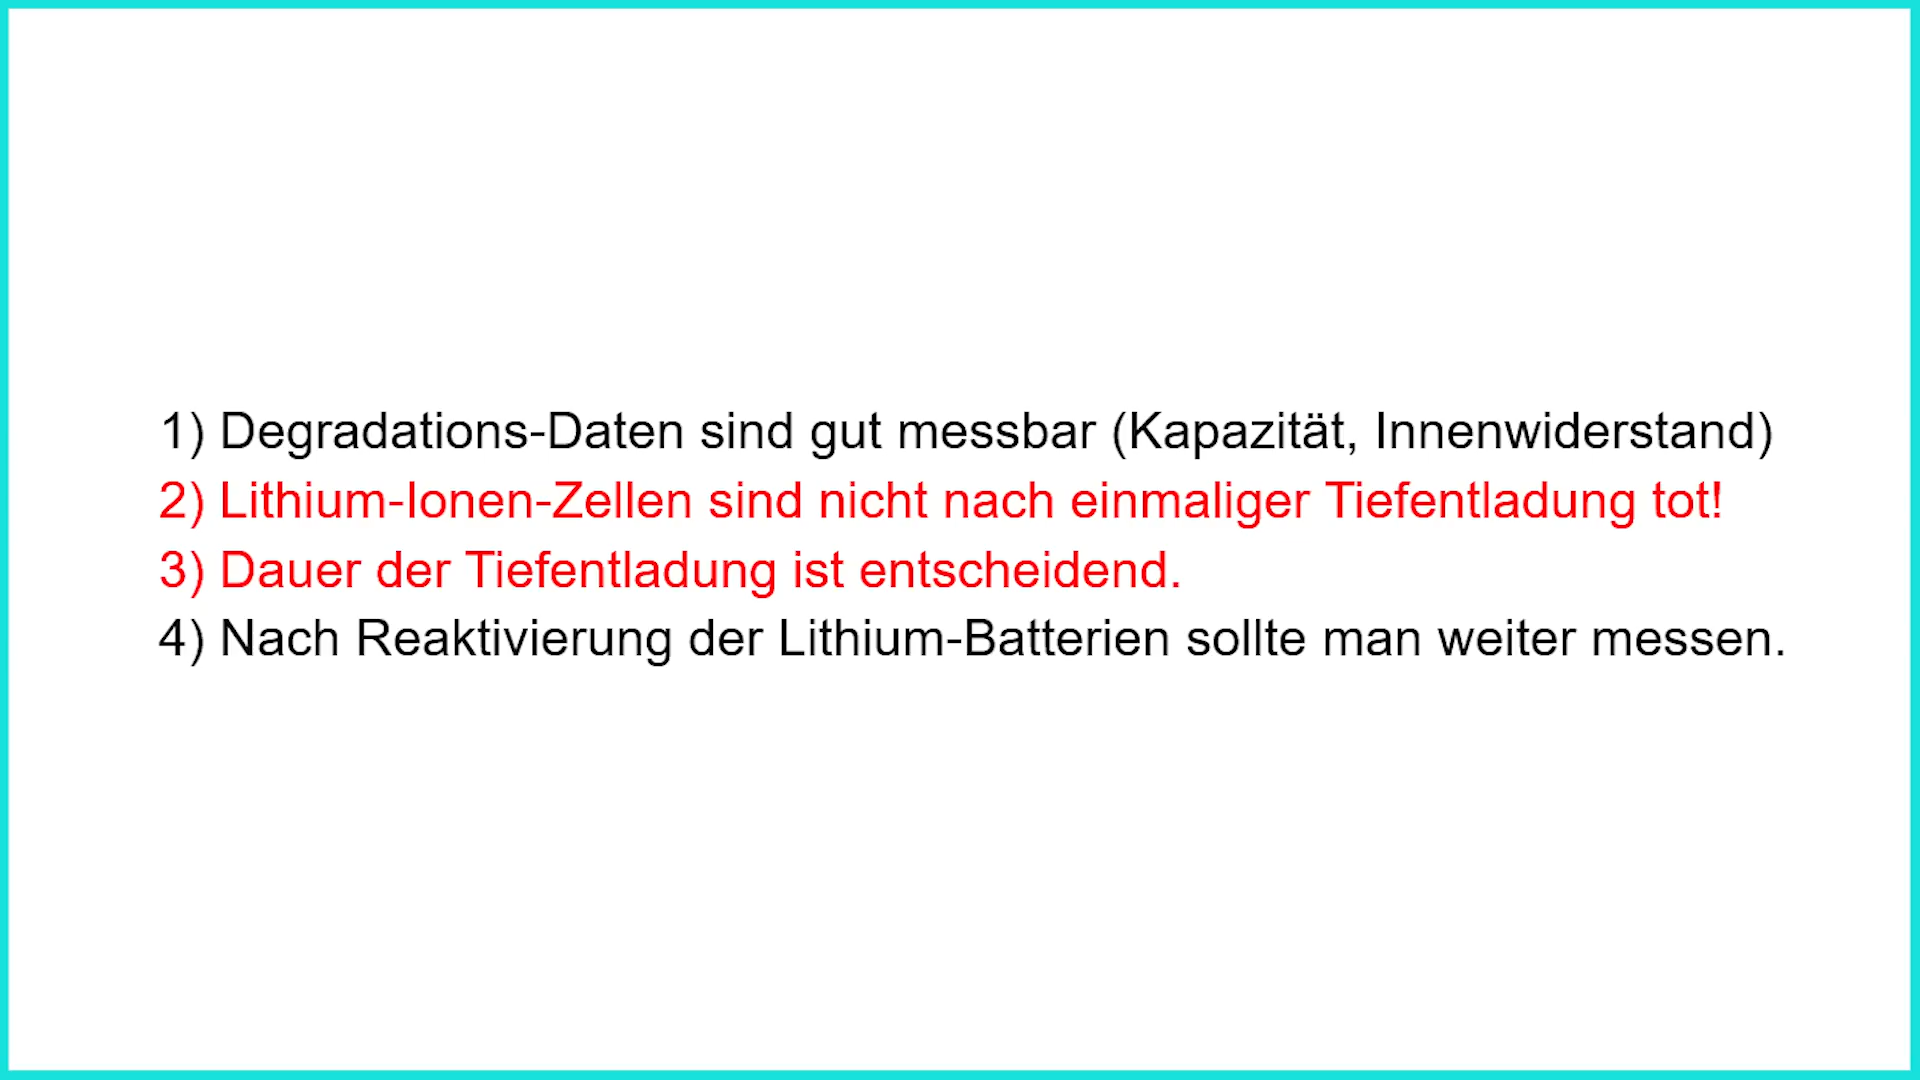 1) Degradations-Daten sind gut messbar (Kapazität, Innenwiderstand)
2) Lithium-Ionen-Zellen sind nicht nach einmaliger Tiefentladung tot!
3) Dauer der Tiefentladung ist entscheidend.
4) Nach Reaktivierung der Lithium-Batterien sollte man weiter messen.